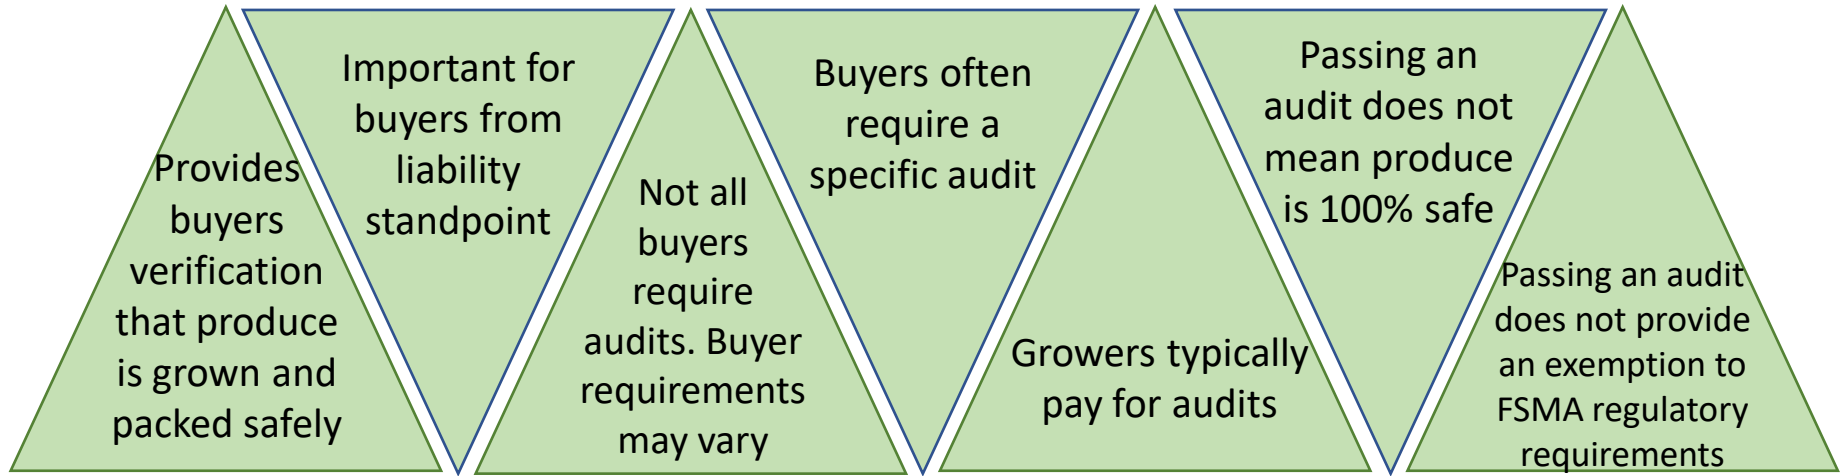 Provides
buyers
verification
that produce
is grown and
packed safely
Important for
buyers from
liability
standpoint
Not all
buyers
require
audits. Buyer
requirements
may vary
Buyers often
require a
specific audit
Growers typically
pay for audits
Passing an
audit does not
mean produce
is 100% safe
Passing an audit
does not provide
an exemption to
FSMA regulatory
requirements